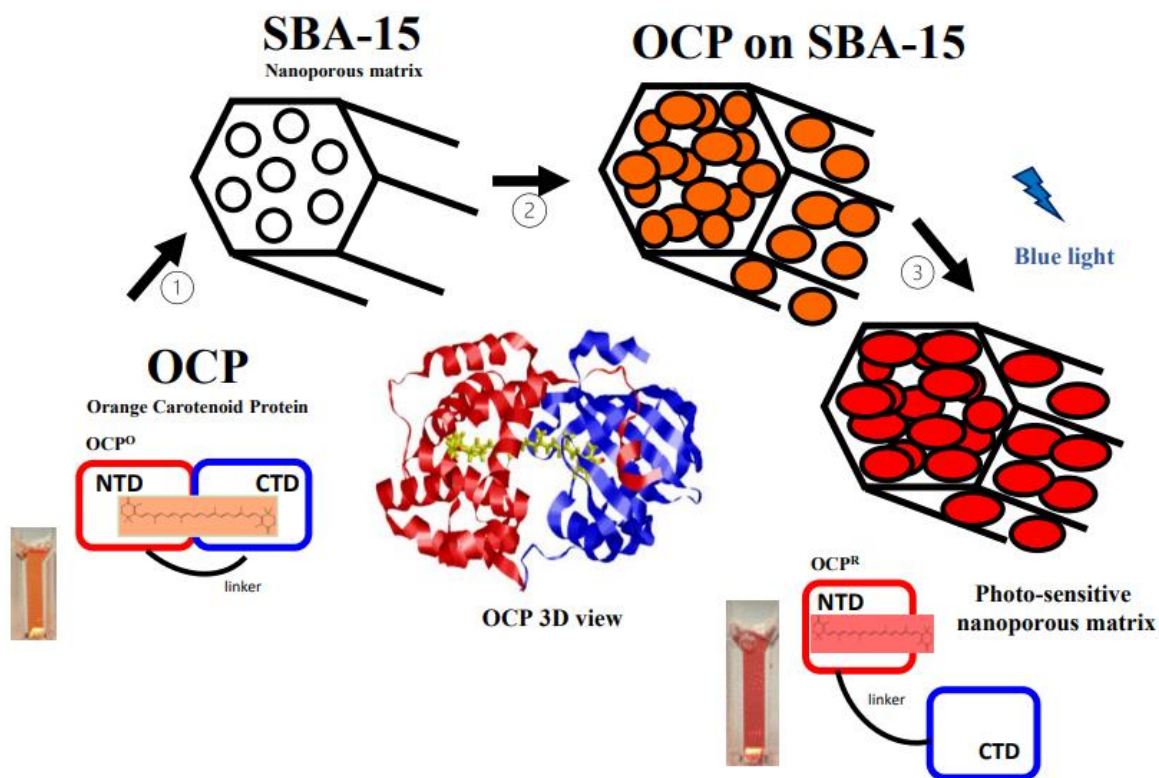 SBA-15
Nanoporous matrix
OCP on SBA-15
1
2
3
Blue light
OCP
Orange Carotenoid Protein
OCPᴼ
NTD
CTD
linker
OCP 3D view
OCPᴿ
NTD
linker
CTD
Photo-sensitive
nanoporous matrix